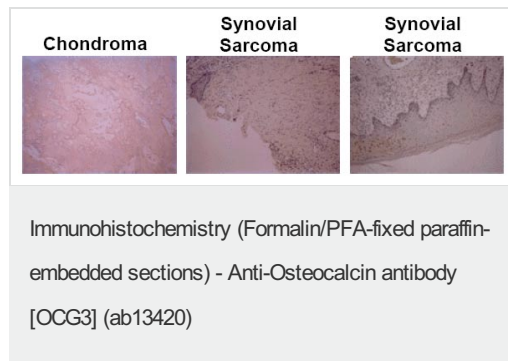 Chondroma
Synovial
Sarcoma
Synovial
Sarcoma
Immunohistochemistry (Formalin/PFA-fixed paraffin-
embedded sections) - Anti-Osteocalcin antibody
[OCG3] (ab13420)